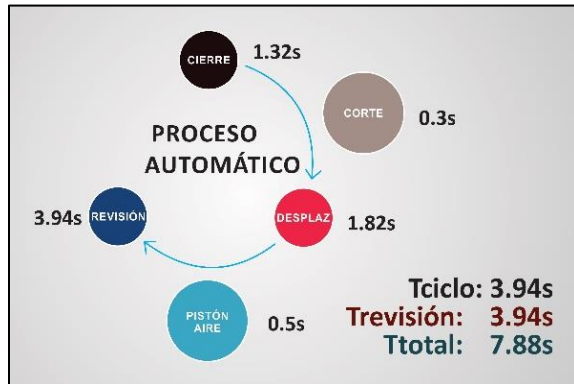 CIERRE
1.32s
CORTE
0.3s
PROCESO
AUTOMÁTICO
REVISIÓN
3.94s
DESPLAZ
1.82s
PISTÓN
AIRE
0.5s
Tciclo: 3.94s
Trevisión: 3.94s
Ttotal: 7.88s